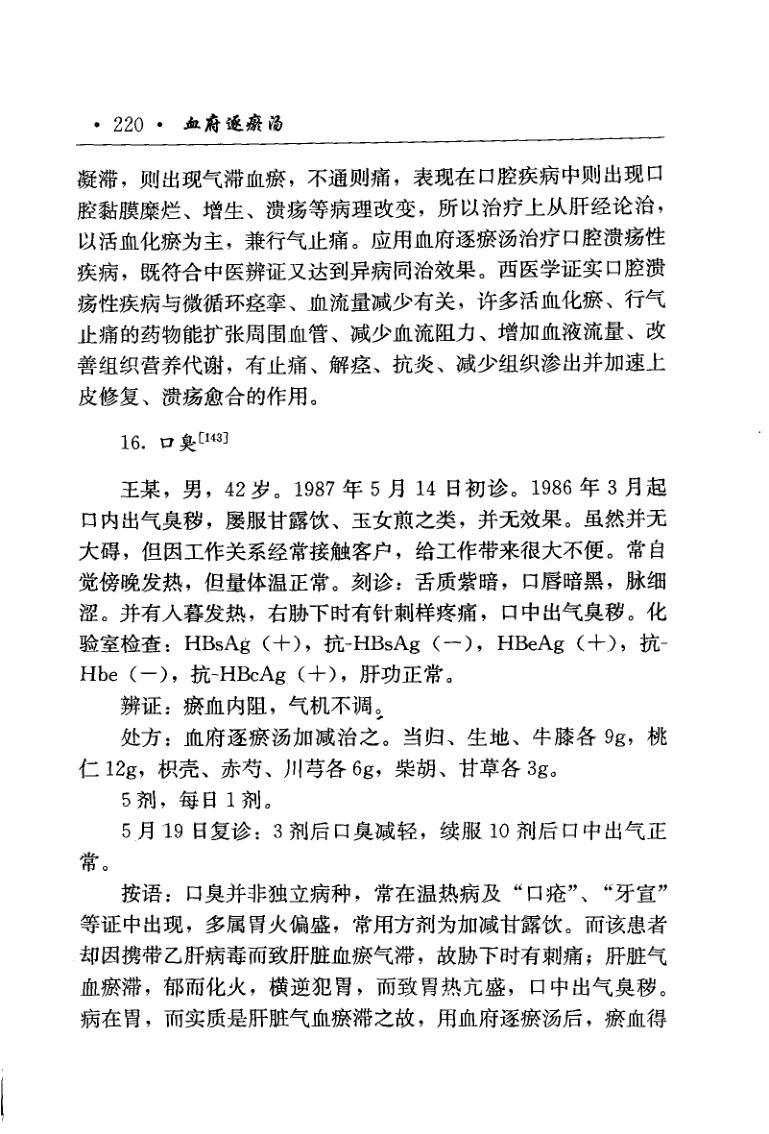 · 220 · 血府逐瘀汤
凝滞，则出现气滞血瘀，不通则痛，表现在口腔疾病中则出现口
腔黏膜糜烂、增生、溃疡等病理改变，所以治疗上从肝经论治，
以活血化瘀为主，兼行气止痛。应用血府逐瘀汤治疗口腔溃疡性
疾病，既符合中医辨证又达到异病同治效果。西医学证实口腔溃
疡性疾病与微循环痉挛、血流量减少有关，许多活血化瘀、行气
止痛的药物能扩张周围血管、减少血流阻力、增加血液流量、改
善组织营养代谢，有止痛、解痉、抗炎、减少组织渗出并加速上
皮修复、溃疡愈合的作用。
16. 口臭[143]
王某，男，42岁。1987年5月14日初诊。1986年3月起
口内出气臭秽，屡服甘露饮、玉女煎之类，并无效果。虽然并无
大碍，但因工作关系经常接触客户，给工作带来很大不便。常自
觉傍晚发热，但量体温正常。刻诊：舌质紫暗，口唇暗黑，脉细
涩。并有入暮发热，右胁下时有针刺样疼痛，口中出气臭秽。化
验室检查：HBsAg（+），抗-HBsAg（—），HBeAg（+），抗-
Hbe（—），抗-HBcAg（+），肝功正常。
辨证：瘀血内阻，气机不调。
处方：血府逐瘀汤加减治之。当归、生地、牛膝各9g，桃
仁12g，枳壳、赤芍、川芎各6g，柴胡、甘草各3g。
5剂，每日1剂。
5月19日复诊：3剂后口臭减轻，续服10剂后口中出气正
常。
按语：口臭并非独立病种，常在温热病及“口疮”、“牙宣”
等证中出现，多属胃火偏盛，常用方剂为加减甘露饮。而该患者
却因携带乙肝病毒而致肝脏血瘀气滞，故胁下时有刺痛；肝脏气
血瘀滞，郁而化火，横逆犯胃，而致胃热亢盛，口中出气臭秽。
病在胃，而实质是肝脏气血瘀滞之故，用血府逐瘀汤后，瘀血得